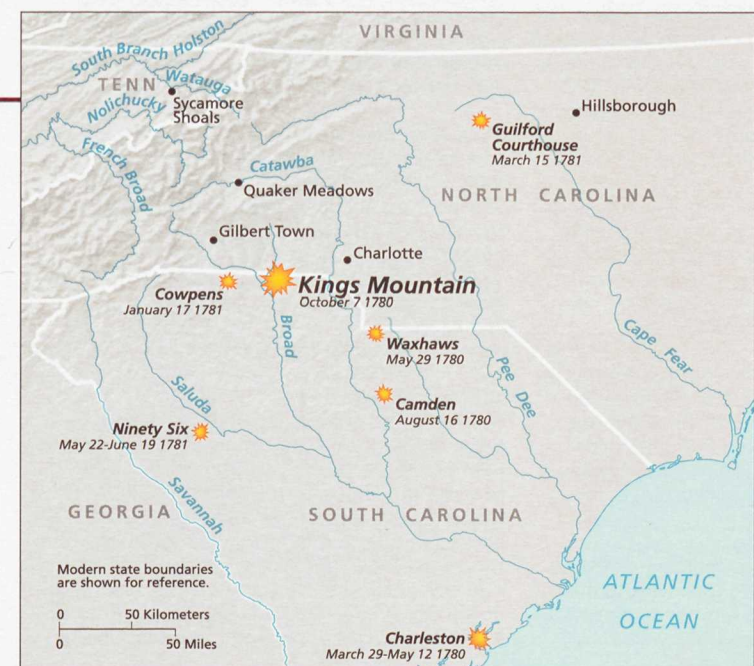 VIRGINIA
South Branch Holston
TENN
Watauga
Sycamore
Shoals
Nolichucky
French Broad
Hillsborough
Guilford
Courthouse
March 15 1781
Catawba
Quaker Meadows
NORTH CAROLINA
Gilbert Town
Charlotte
Kings Mountain
October 7 1780
Cowpens
January 17 1781
Broad
Waxhaws
May 29 1780
Cape Fear
Pee Dee
Saluda
Camden
August 16 1780
Ninety Six
May 22-June 19 1781
Savannah
GEORGIA
SOUTH CAROLINA
Modern state boundaries
are shown for reference.
ATLANTIC
OCEAN
0 50 Kilometers
0 50 Miles
Charleston
March 29-May 12 1780